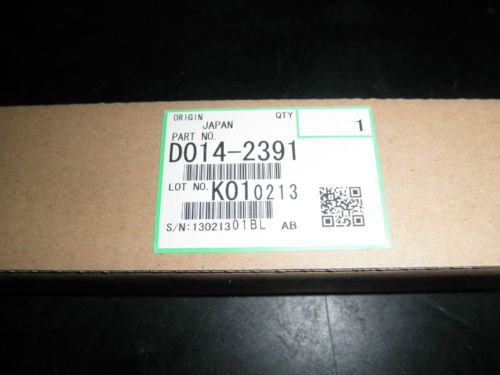 ORIGIN QTY
JAPAN 1
PART NO.
D014-2391
LOT NO. K010213
S/N:13021301BL AB